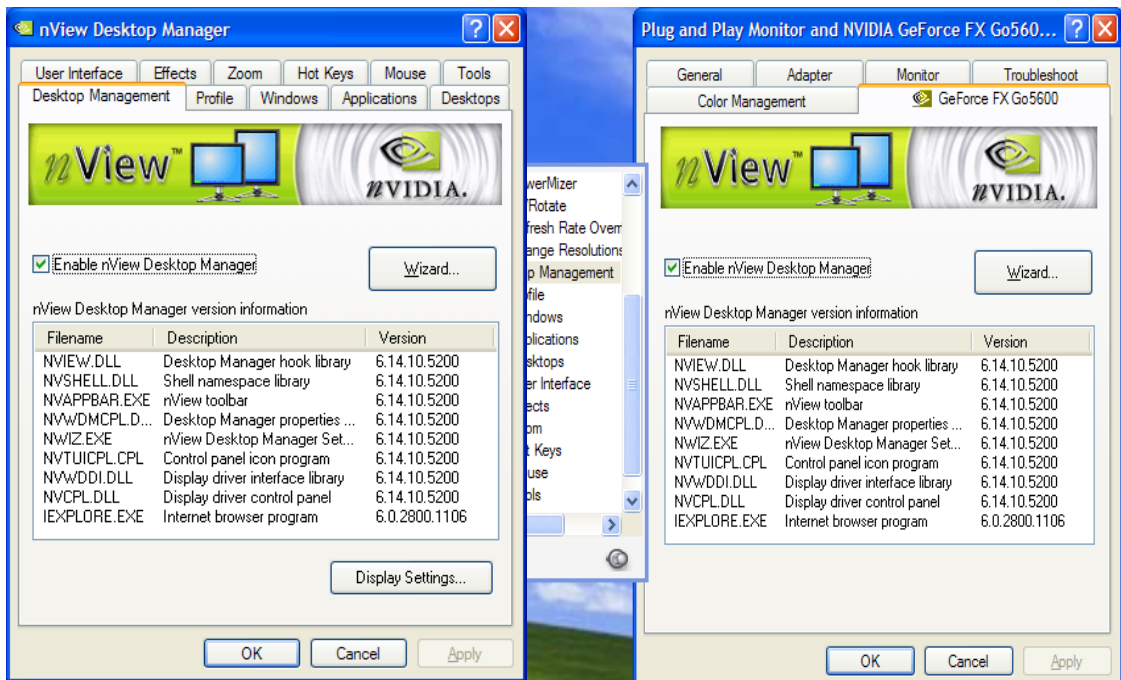 nView Desktop Manager
User Interface Effects Zoom Hot Keys Mouse Tools
Desktop Management Profile Windows Applications Desktops
nView™ nVIDIA.
Enable nView Desktop Manager
Wizard...
nView Desktop Manager version information
Filename Description Version
NVIEW.DLL Desktop Manager hook library 6.14.10.5200
NVSHELL.DLL Shell namespace library 6.14.10.5200
NVAPPBAR.EXE nView toolbar 6.14.10.5200
NVWDMCPL.D... Desktop Manager properties ... 6.14.10.5200
NWIZ.EXE nView Desktop Manager Set... 6.14.10.5200
NVTUICPL.CPL Control panel icon program 6.14.10.5200
NVWDDI.DLL Display driver interface library 6.14.10.5200
NVCPL.DLL Display driver control panel 6.14.10.5200
IEXPLORE.EXE Internet browser program 6.0.2800.1106
Display Settings...
OK Cancel Apply
werMizer
Rotate
fresh Rate Overr
ange Resolutions
p Management
file
ndows
plications
sktops
er Interface
ects
om
t Keys
use
ols
Plug and Play Monitor and NVIDIA GeForce FX Go560...
General Adapter Monitor Troubleshoot
Color Management GeForce FX Go5600
nView™ nVIDIA.
Enable nView Desktop Manager
Wizard...
nView Desktop Manager version information
Filename Description Version
NVIEW.DLL Desktop Manager hook library 6.14.10.5200
NVSHELL.DLL Shell namespace library 6.14.10.5200
NVAPPBAR.EXE nView toolbar 6.14.10.5200
NVWDMCPL.D... Desktop Manager properties ... 6.14.10.5200
NWIZ.EXE nView Desktop Manager Set... 6.14.10.5200
NVTUICPL.CPL Control panel icon program 6.14.10.5200
NVWDDI.DLL Display driver interface library 6.14.10.5200
NVCPL.DLL Display driver control panel 6.14.10.5200
IEXPLORE.EXE Internet browser program 6.0.2800.1106
OK Cancel Apply